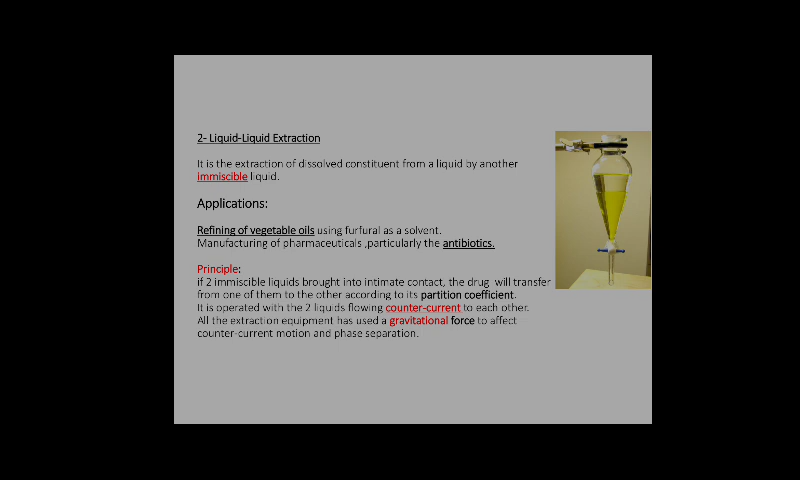 2- Liquid-Liquid Extraction
It is the extraction of dissolved constituent from a liquid by another
immiscible liquid.
Applications:
Refining of vegetable oils using furfural as a solvent.
Manufacturing of pharmaceuticals ,particularly the antibiotics.
Principle:
if 2 immiscible liquids brought into intimate contact, the drug  will transfer
from one of them to the other according to its partition coefficient.
It is operated with the 2 liquids flowing counter-current to each other.
All the extraction equipment has used a gravitational force to affect
counter-current motion and phase separation.